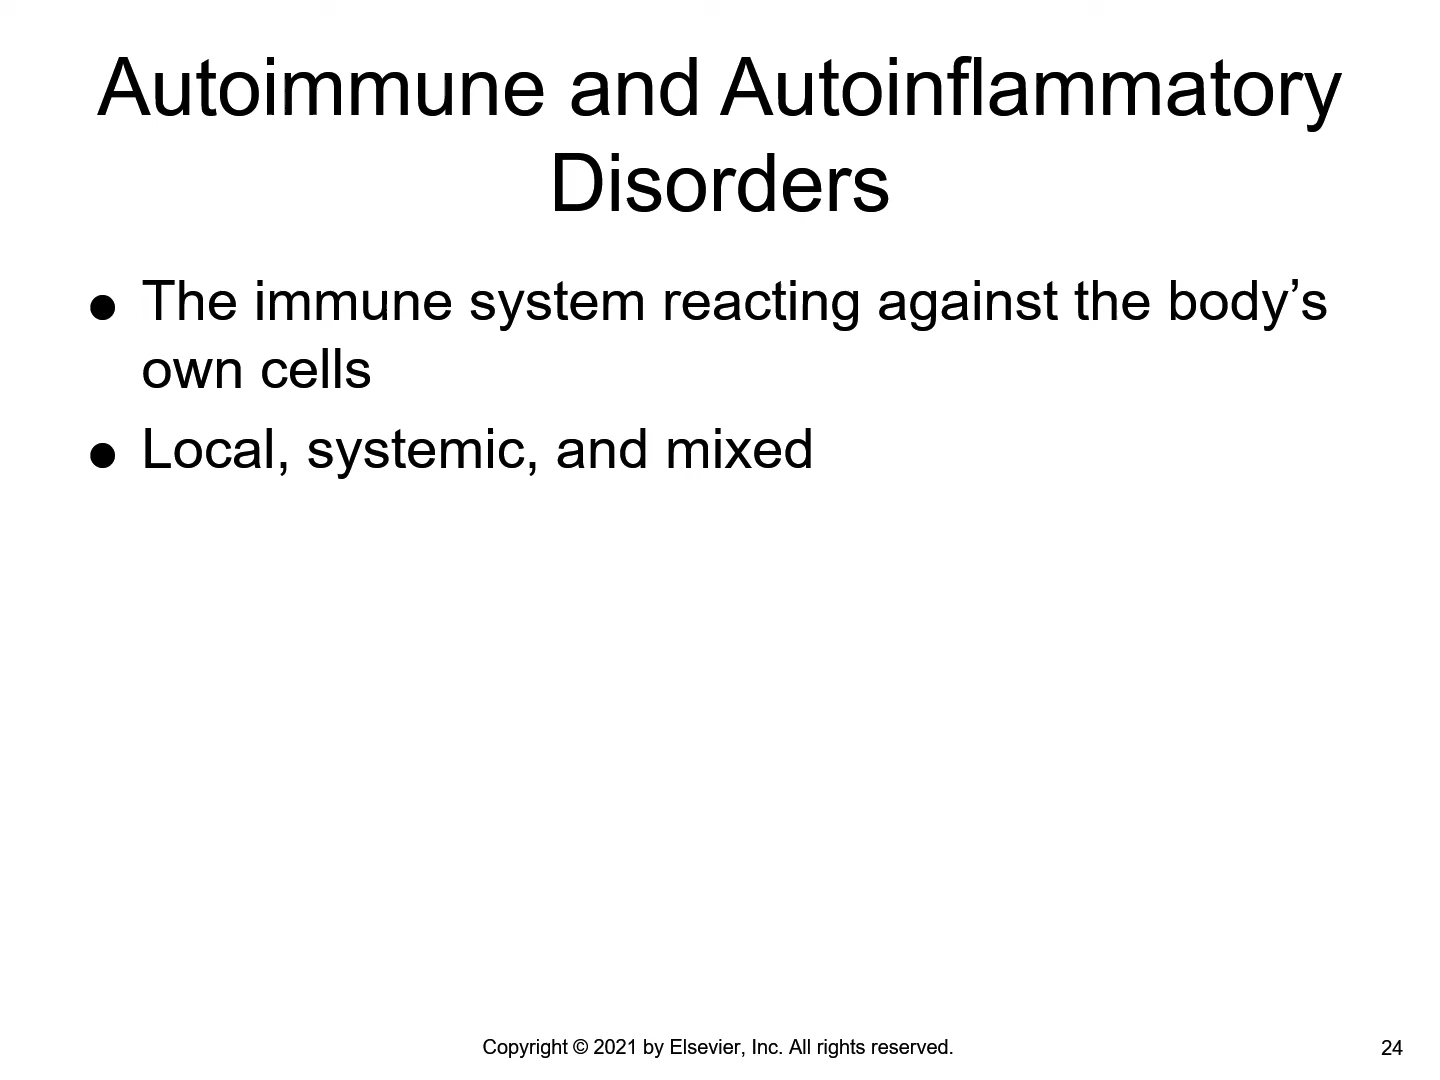 Autoimmune and Autoinflammatory
Disorders
● The immune system reacting against the body’s
own cells
● Local, systemic, and mixed
Copyright © 2021 by Elsevier, Inc. All rights reserved.
24